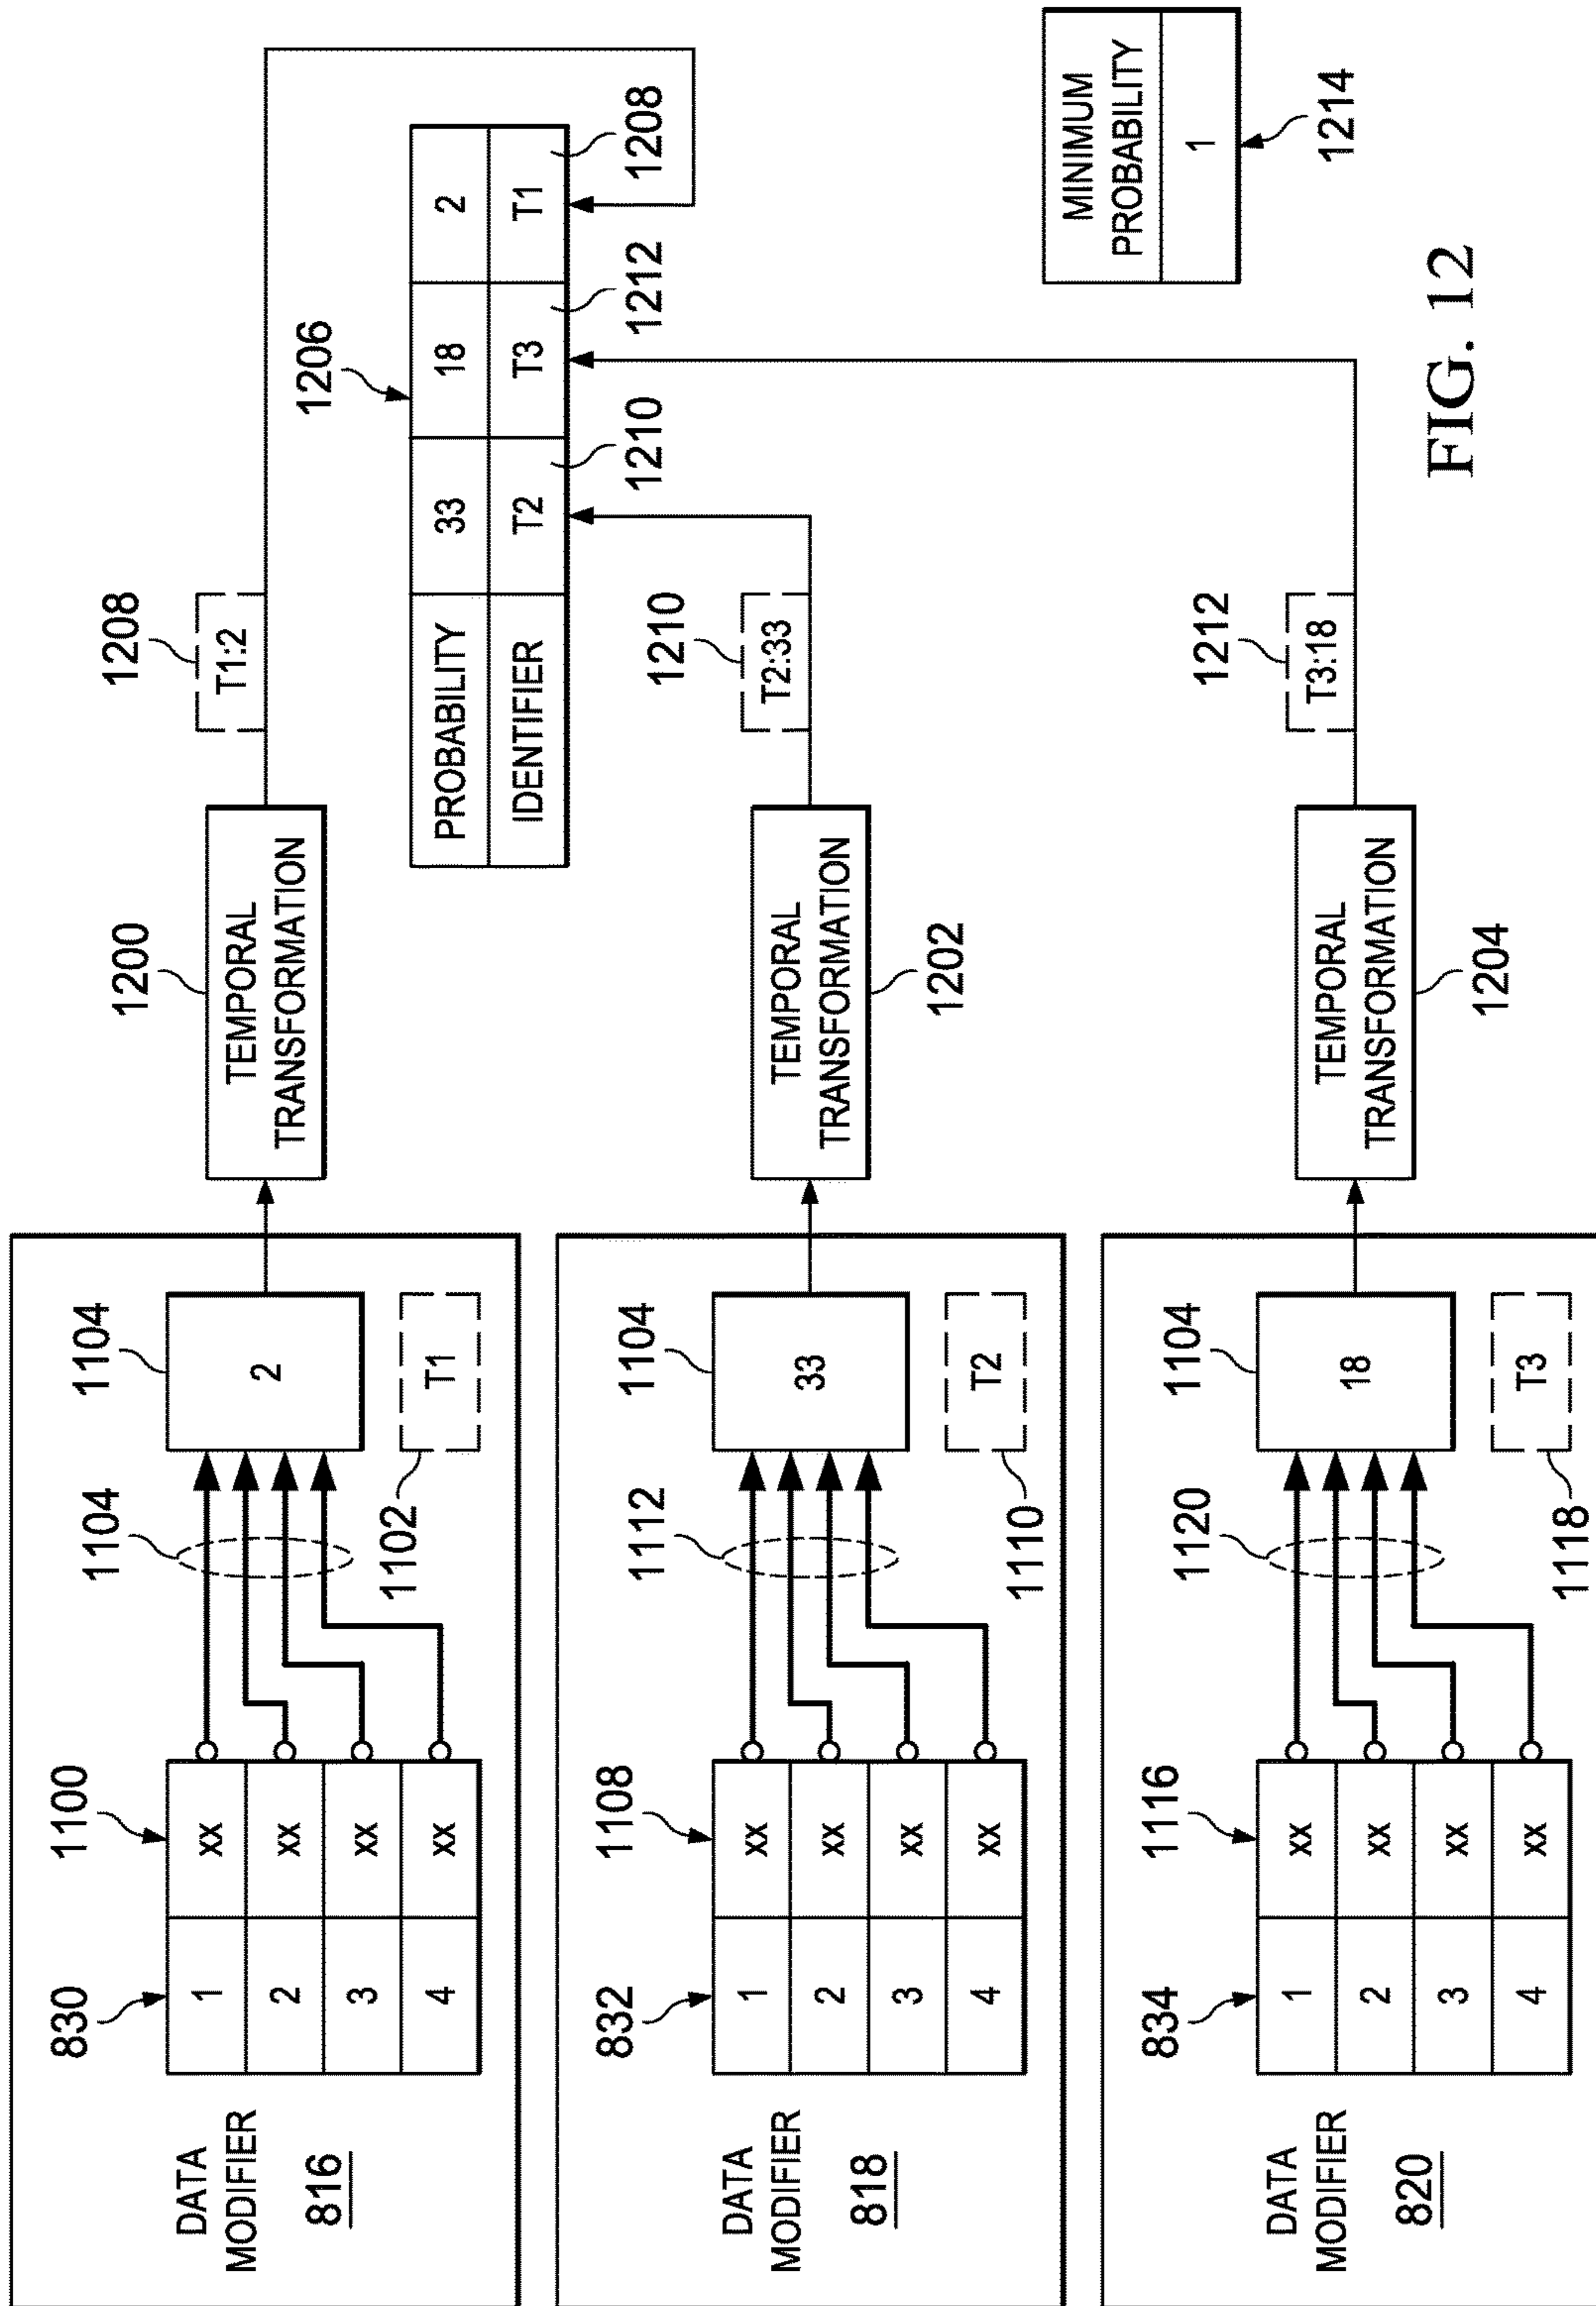 DATA
MODIFIER
816
830
1100
1 xx
2 xx
3 xx
4 xx
1104
1102
1104
2
T1
1200
TEMPORAL
TRANSFORMATION
1208
T1:2
DATA
MODIFIER
818
832
1108
1 xx
2 xx
3 xx
4 xx
1112
1110
1104
33
T2
1202
TEMPORAL
TRANSFORMATION
1210
T2:33
DATA
MODIFIER
820
834
1116
1 xx
2 xx
3 xx
4 xx
1120
1118
1104
18
T3
1204
TEMPORAL
TRANSFORMATION
1212
T3:18
1206
PROBABILITY 33 18 2
IDENTIFIER T2 T3 T1
1210
1212
1208
MINIMUM
PROBABILITY
1
1214
FIG. 12